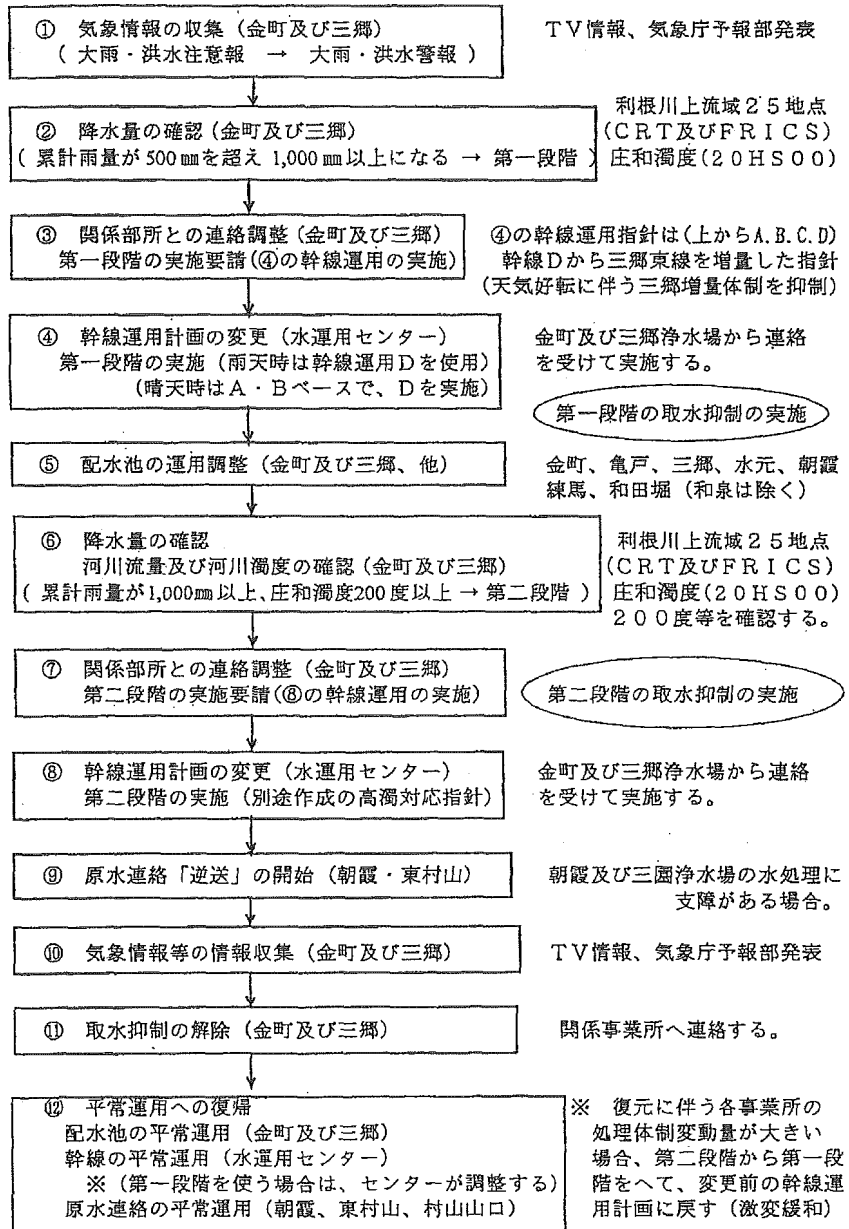 ① 気象情報の収集（金町及び三郷）
（ 大雨・洪水注意報 → 大雨・洪水警報 ）
ＴＶ情報、気象庁予報部発表
② 降水量の確認（金町及び三郷）
（ 累計雨量が 500㎜を超え 1,000㎜以上になる → 第一段階 ）
利根川上流域２５地点
（ＣＲＴ及びＦＲＩＣＳ）
庄和濁度（２０ＨＳ００）
③ 関係部所との連絡調整（金町及び三郷）
第一段階の実施要請（④の幹線運用の実施）
④の幹線運用指針は（上からA.B.C.D）
幹線Ｄから三郷東線を増量した指針
（天気好転に伴う三郷増量体制を抑制）
④ 幹線運用計画の変更（水運用センター）
第一段階の実施（雨天時は幹線運用Ｄを使用）
（晴天時はＡ・Ｂベースで、Ｄを実施）
金町及び三郷浄水場から連絡
を受けて実施する。
第一段階の取水抑制の実施
⑤ 配水池の運用調整（金町及び三郷、他）
金町、亀戸、三郷、水元、朝霞
練馬、和田堀（和泉は除く）
⑥ 降水量の確認
河川流量及び河川濁度の確認（金町及び三郷）
（ 累計雨量が1,000㎜以上、庄和濁度200度以上 → 第二段階 ）
利根川上流域２５地点
（ＣＲＴ及びＦＲＩＣＳ）
庄和濁度（２０ＨＳ００）
２００度等を確認する。
⑦ 関係部所との連絡調整（金町及び三郷）
第二段階の実施要請（⑧の幹線運用の実施）
第二段階の取水抑制の実施
⑧ 幹線運用計画の変更（水運用センター）
第二段階の実施（別途作成の高濁対応指針）
金町及び三郷浄水場から連絡
を受けて実施する。
⑨ 原水連絡「逆送」の開始（朝霞・東村山）
朝霞及び三園浄水場の水処理に
支障がある場合。
⑩ 気象情報等の情報収集（金町及び三郷）
ＴＶ情報、気象庁予報部発表
⑪ 取水抑制の解除（金町及び三郷）
関係事業所へ連絡する。
⑫ 平常運用への復帰
配水池の平常運用（金町及び三郷）
幹線の平常運用（水運用センター）
※（第一段階を使う場合は、センターが調整する）
原水連絡の平常運用（朝霞、東村山、村山山口）
※ 復元に伴う各事業所の
処理体制変動量が大きい
場合、第二段階から第一段
階をへて、変更前の幹線運
用計画に戻す（激変緩和）